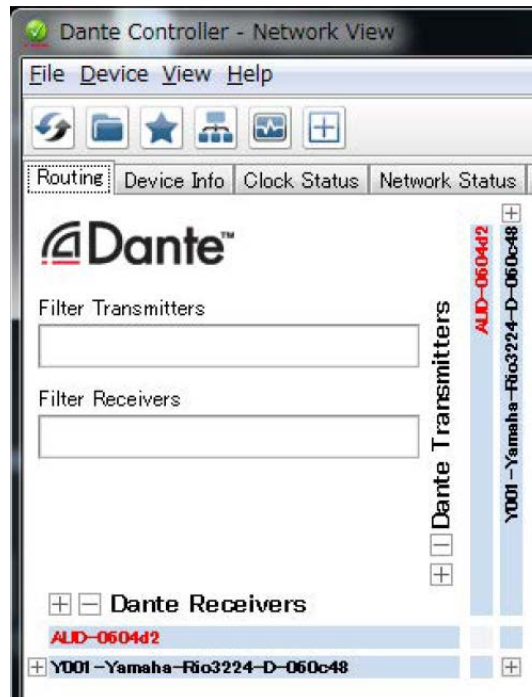 Dante Controller - Network View
File Device View Help
Routing Device Info Clock Status Network Status
Dante™
Filter Transmitters
Filter Receivers
Dante Transmitters
AUD-0604d2
Y001-Yamaha-Rio3224-D-060c48
Dante Receivers
AUD-0604d2
Y001-Yamaha-Rio3224-D-060c48